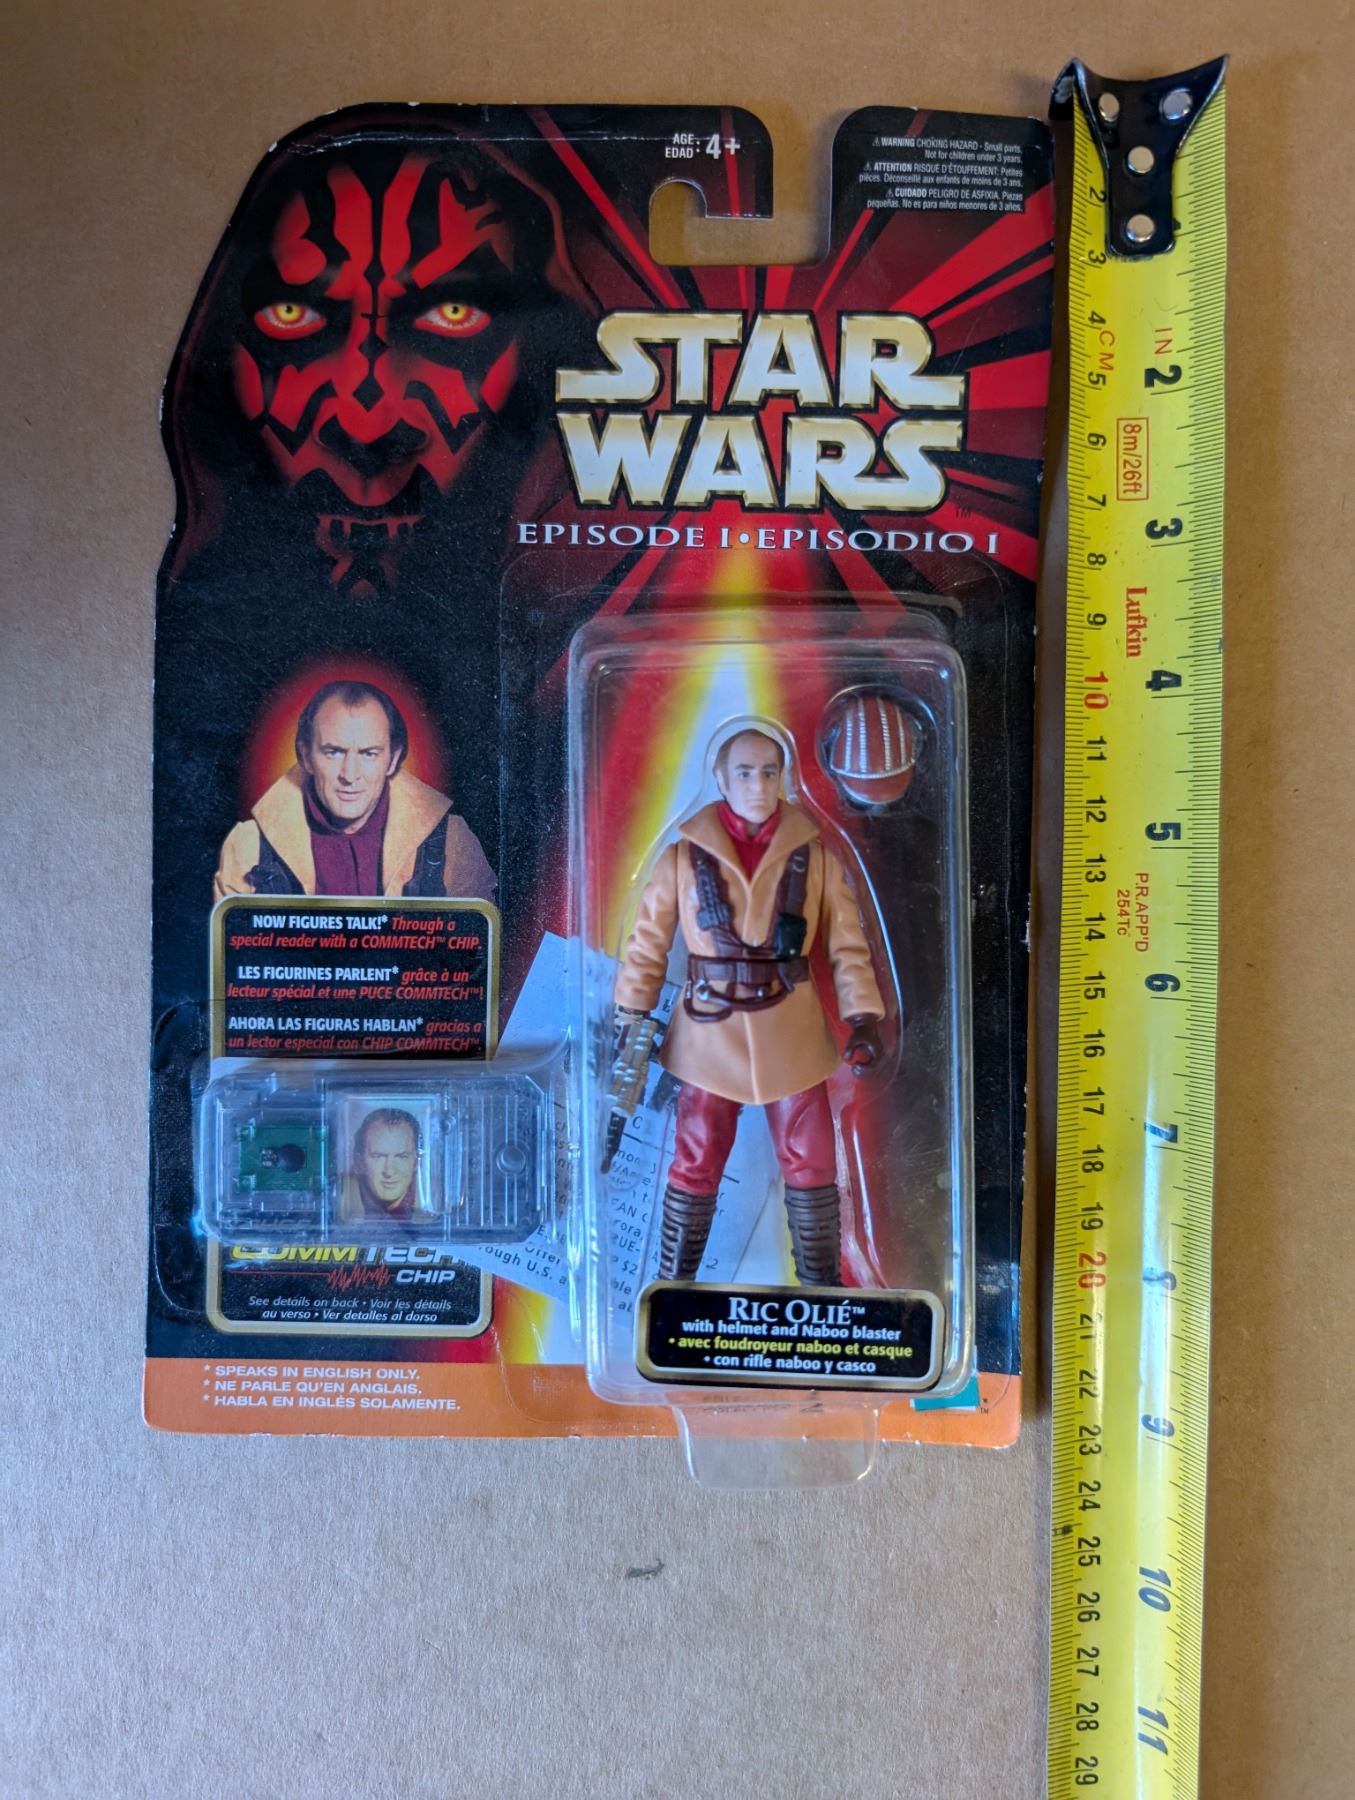 AGE
EDAD : 4+
⚠ WARNING CHOKING HAZARD - Small parts.
Not for children under 3 years.
⚠ ATTENTION RISQUE D'ÉTOUFFEMENT: Petites
pièces. Déconseillé aux enfants de moins de 3 ans.
⚠ CUIDADO PELIGRO DE ASFIXIA. Piezas
pequeñas. No es para niños menores de 3 años.
STAR
WARS
TM
EPISODE I • EPISODIO I
NOW FIGURES TALK!* Through a
special reader with a COMMTECH™ CHIP.
LES FIGURINES PARLENT* grâce à un
lecteur spécial et une PUCE COMMTECH™!
AHORA LAS FIGURAS HABLAN* gracias a
un lector especial con CHIP COMMTECH™.
COMMTECH
CHIP
See details on back • Voir les détails
au verso • Ver detalles al dorso
* SPEAKS IN ENGLISH ONLY.
* NE PARLE QU'EN ANGLAIS.
* HABLA EN INGLÉS SOLAMENTE.
RIC OLIÉ™
with helmet and Naboo blaster
• avec foudroyeur naboo et casque
• con rifle naboo y casco
TM
2 3 4 5 6 7 8 9 10 11 12 13 14 15 16 17 18 19 20 21 22 23 24 25 26 27 28 29
CM
IN
1 2 3 4 5 6 7 8 9 10 11
8m/26ft
Lufkin
P.R.APP'D
254Tc